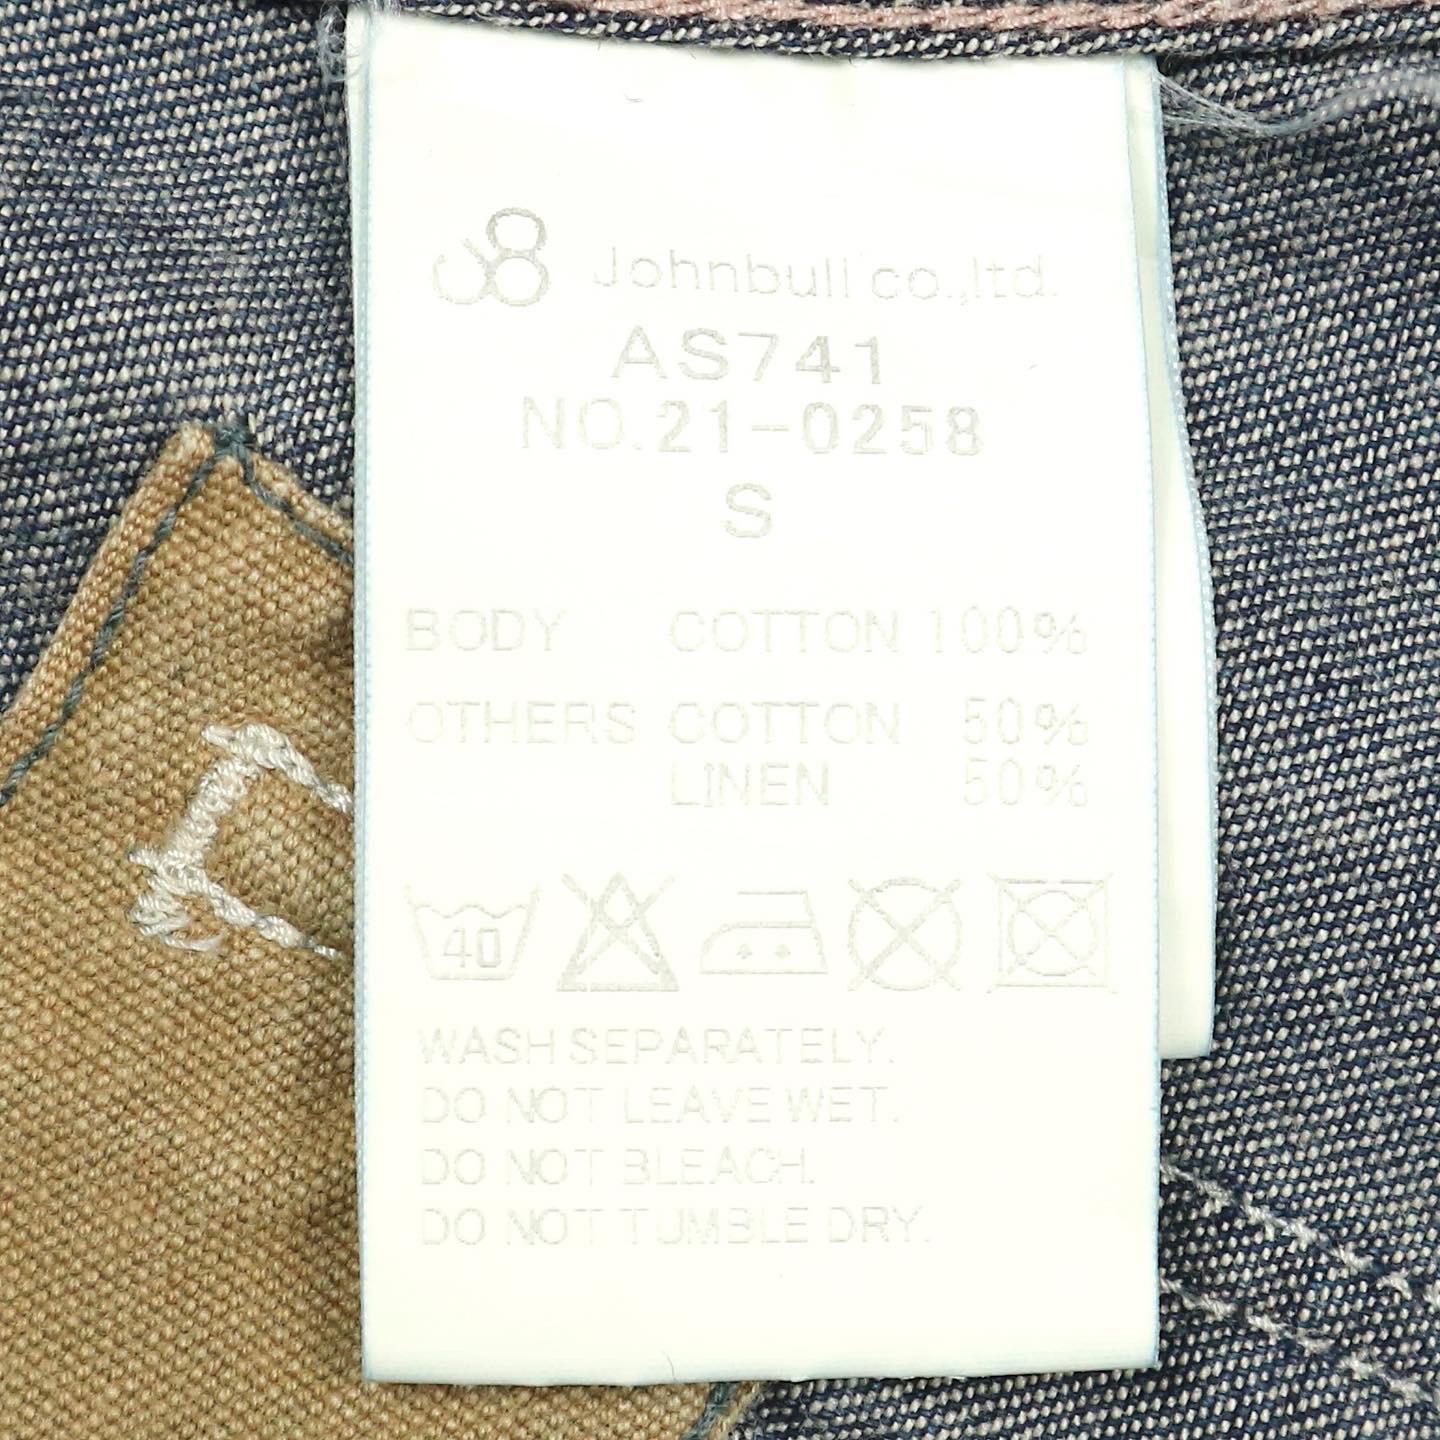 Johnbull co.,ltd.
AS741
NO.21-0258
S
BODY COTTON 100%
OTHERS COTTON 50%
LINEN 50%
40
WASH SEPARATELY.
DO NOT LEAVE WET.
DO NOT BLEACH.
DO NOT TUMBLE DRY.